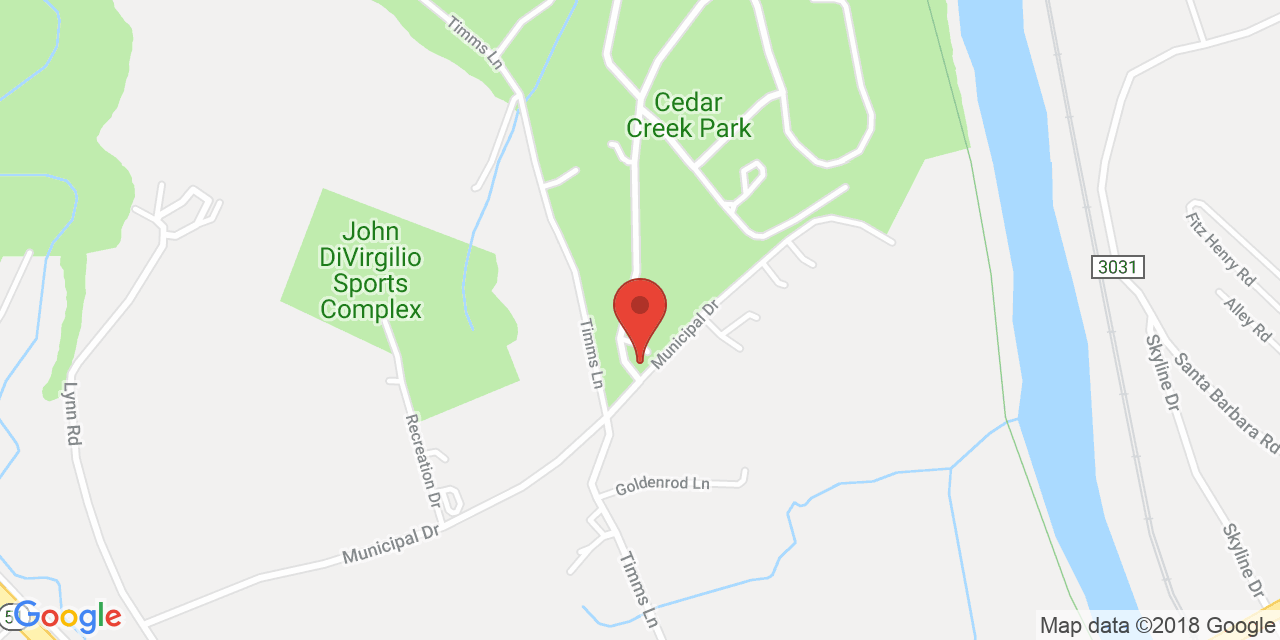 Timms Ln
Cedar
Creek Park
John
DiVirgilio
Sports
Complex
3031
Fitz Henry Rd
Alley Rd
Timms Ln
Municipal Dr
Skyline Dr
Santa Barbara Rd
Lynn Rd
Recreation Dr
Goldenrod Ln
Municipal Dr
Timms Ln
Skyline Dr
Google
Map data ©2018 Google